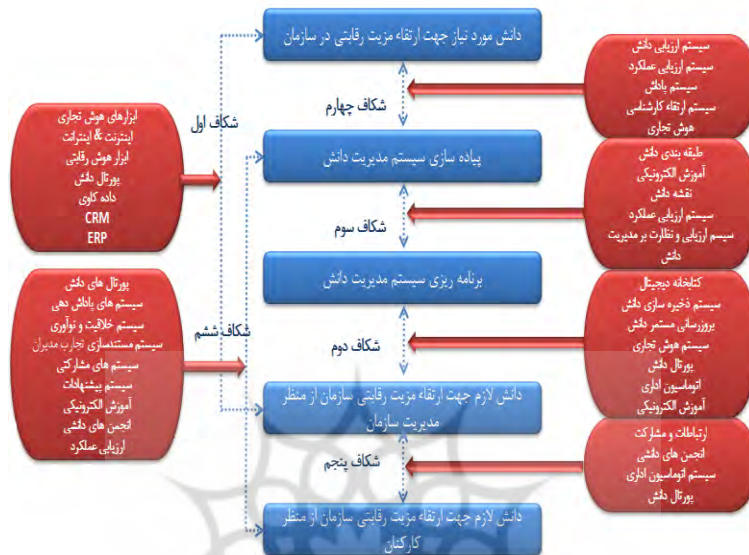 دانش مورد نیاز جهت ارتقاء مزیت رقابتی در سازمان
سیستم ارزیابی دانش
سیستم ارزیابی عملکرد
سیستم پاداش
سیستم ارتقاء کارشناسی
هوش تجاری
شکاف چهارم
شکاف اول
ابزارهای هوش تجاری
اینترنت & اینترانت
ابزار هوش رقابتی
پورتال دانش
داده کاوی
CRM
ERP
پیاده سازی سیستم مدیریت دانش
طبقه بندی دانش
آموزش الکترونیکی
نقشه دانش
سیستم ارزیابی عملکرد
سیسم ارزیابی و نظارت بر مدیریت
دانش
شکاف سوم
برنامه ریزی سیستم مدیریت دانش
پورتال های دانش
سیستم های پاداش دهی
سیستم خلاقیت و نوآوری
سیستم مستندسازی تجارب مدیران
سیستم های مشارکتی
سیستم پیشنهادات
آموزش الکترونیکی
انجمن های دانشی
ارزیابی عملکرد
شکاف ششم
شکاف دوم
کتابخانه دیجیتال
سیستم ذخیره سازی دانش
بروزرسانی مستمر دانش
سیستم هوش تجاری
پورتال دانش
اتوماسیون اداری
آموزش الکترونیکی
دانش لازم جهت ارتقاء مزیت رقابتی سازمان از منظر
مدیریت سازمان
شکاف پنجم
ارتباطات و مشارکت
انجمن های دانشی
سیستم اتوماسیون اداری
پورتال دانش
دانش لازم جهت ارتقاء مزیت رقابتی سازمان از منظر
کارکنان